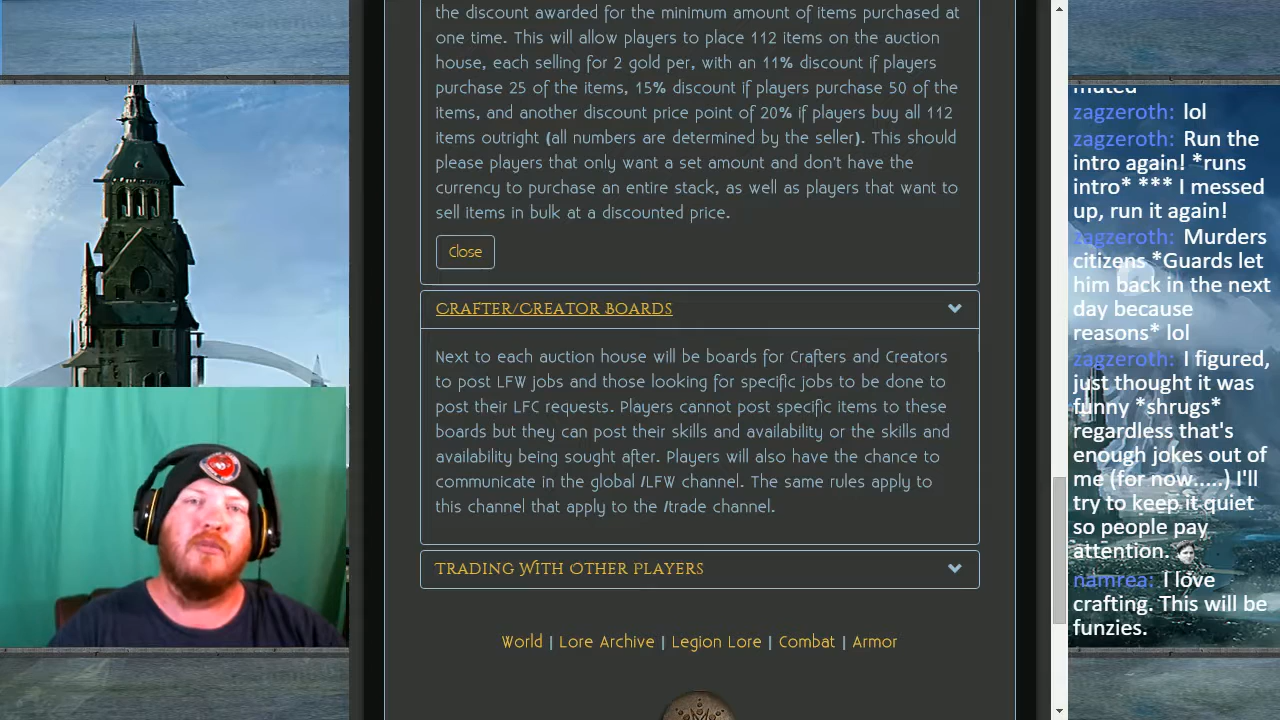 the discount awarded for the minimum amount of items purchased at
one time. This will allow players to place 112 items on the auction
house, each selling for 2 gold per, with an 11% discount if players
purchase 25 of the items, 15% discount if players purchase 50 of the
items, and another discount price point of 20% if players buy all 112
items outright (all numbers are determined by the seller). This should
please players that only want a set amount and don't have the
currency to purchase an entire stack, as well as players that want to
sell items in bulk at a discounted price.
Close
Crafter/Creator Boards
Next to each auction house will be boards for Crafters and Creators
to post LFW jobs and those looking for specific jobs to be done to
post their LFC requests. Players cannot post specific items to these
boards but they can post their skills and availability or the skills and
availability being sought after. Players will also have the chance to
communicate in the global /LFW channel. The same rules apply to
this channel that apply to the /trade channel.
Trading With Other Players
World | Lore Archive | Legion Lore | Combat | Armor
muted
zagzeroth: lol
zagzeroth: Run the
intro again! *runs
intro* *** I messed
up, run it again!
zagzeroth: Murders
citizens *Guards let
him back in the next
day because
reasons* lol
zagzeroth: I figured,
just thought it was
funny *shrugs*
regardless that's
enough jokes out of
me (for now.....) I'll
try to keep it quiet
so people pay
attention.
namrea: I love
crafting. This will be
funzies.